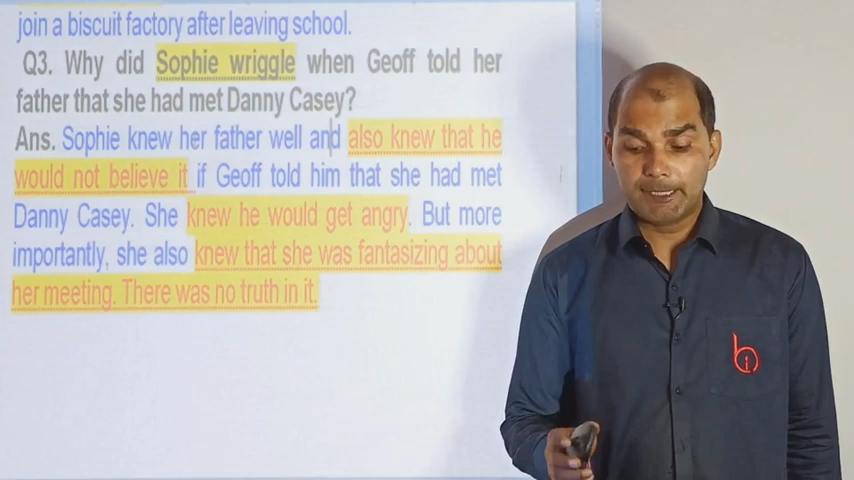 join a biscuit factory after leaving school.
Q3. Why did Sophie wriggle when Geoff told her
father that she had met Danny Casey?
Ans. Sophie knew her father well and also knew that he
would not believe it if Geoff told him that she had met
Danny Casey. She knew he would get angry. But more
importantly, she also knew that she was fantasizing about
her meeting. There was no truth in it.